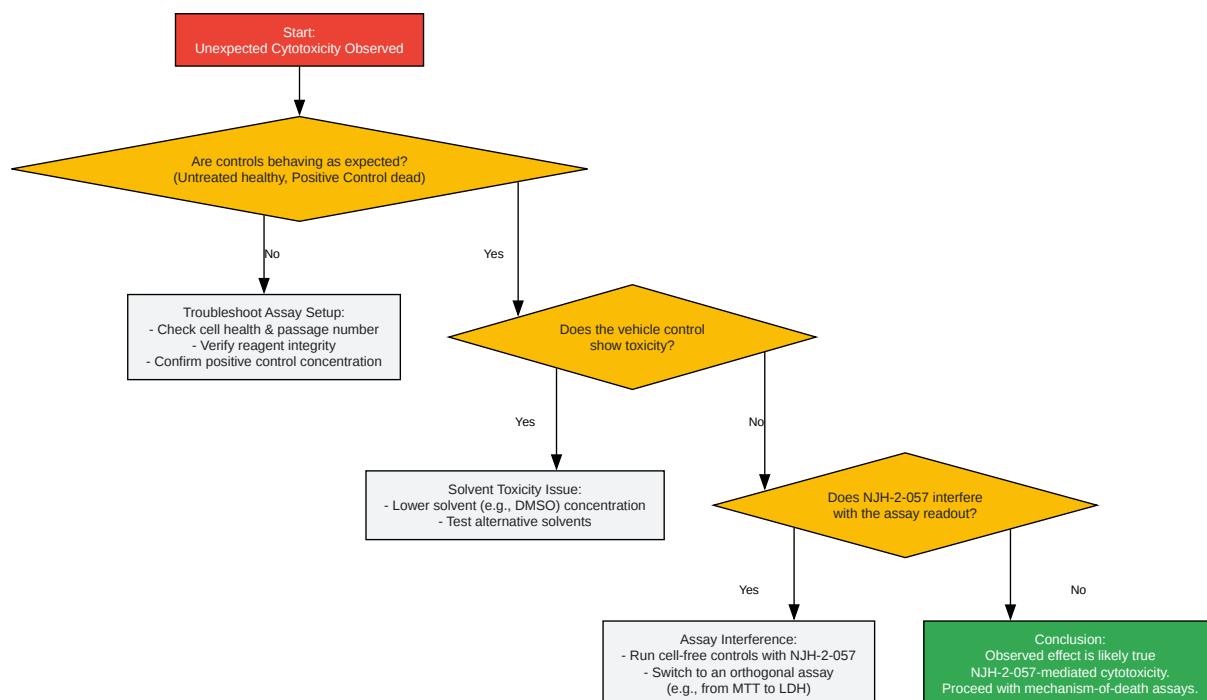 Start:
Unexpected Cytotoxicity Observed
Are controls behaving as expected?
(Untreated healthy, Positive Control dead)
No
Yes
Troubleshoot Assay Setup:
- Check cell health & passage number
- Verify reagent integrity
- Confirm positive control concentration
Does the vehicle control
show toxicity?
Yes
No
Solvent Toxicity Issue:
- Lower solvent (e.g., DMSO) concentration
- Test alternative solvents
Does NJH-2-057 interfere
with the assay readout?
Yes
No
Assay Interference:
- Run cell-free controls with NJH-2-057
- Switch to an orthogonal assay
(e.g., from MTT to LDH)
Conclusion:
Observed effect is likely true
NJH-2-057-mediated cytotoxicity.
Proceed with mechanism-of-death assays.